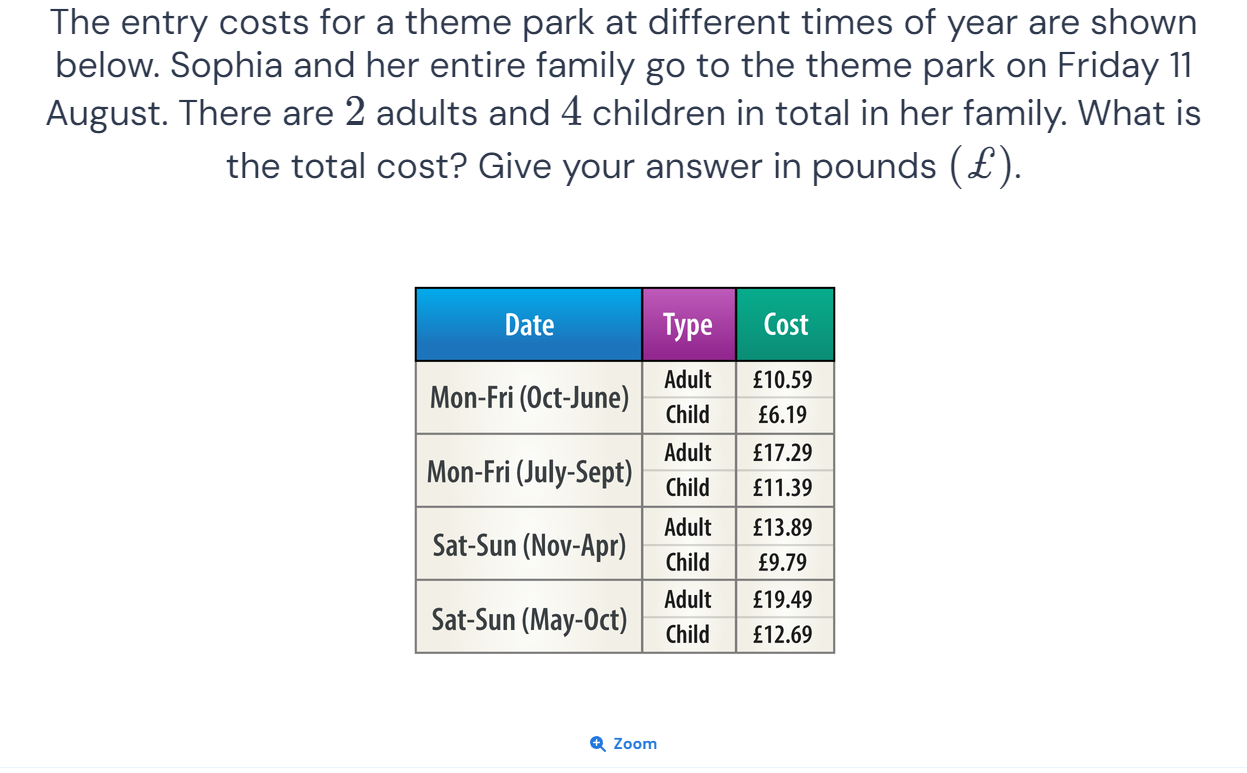 The entry costs for a theme park at different times of year are shown
below. Sophia and her entire family go to the theme park on Friday 11
August. There are 2 adults and 4 children in total in her family. What is
the total cost? Give your answer in pounds (£).
Date Type Cost
Mon-Fri (Oct-June) Adult £10.59
Child £6.19
Mon-Fri (July-Sept) Adult £17.29
Child £11.39
Sat-Sun (Nov-Apr) Adult £13.89
Child £9.79
Sat-Sun (May-Oct) Adult £19.49
Child £12.69
Zoom